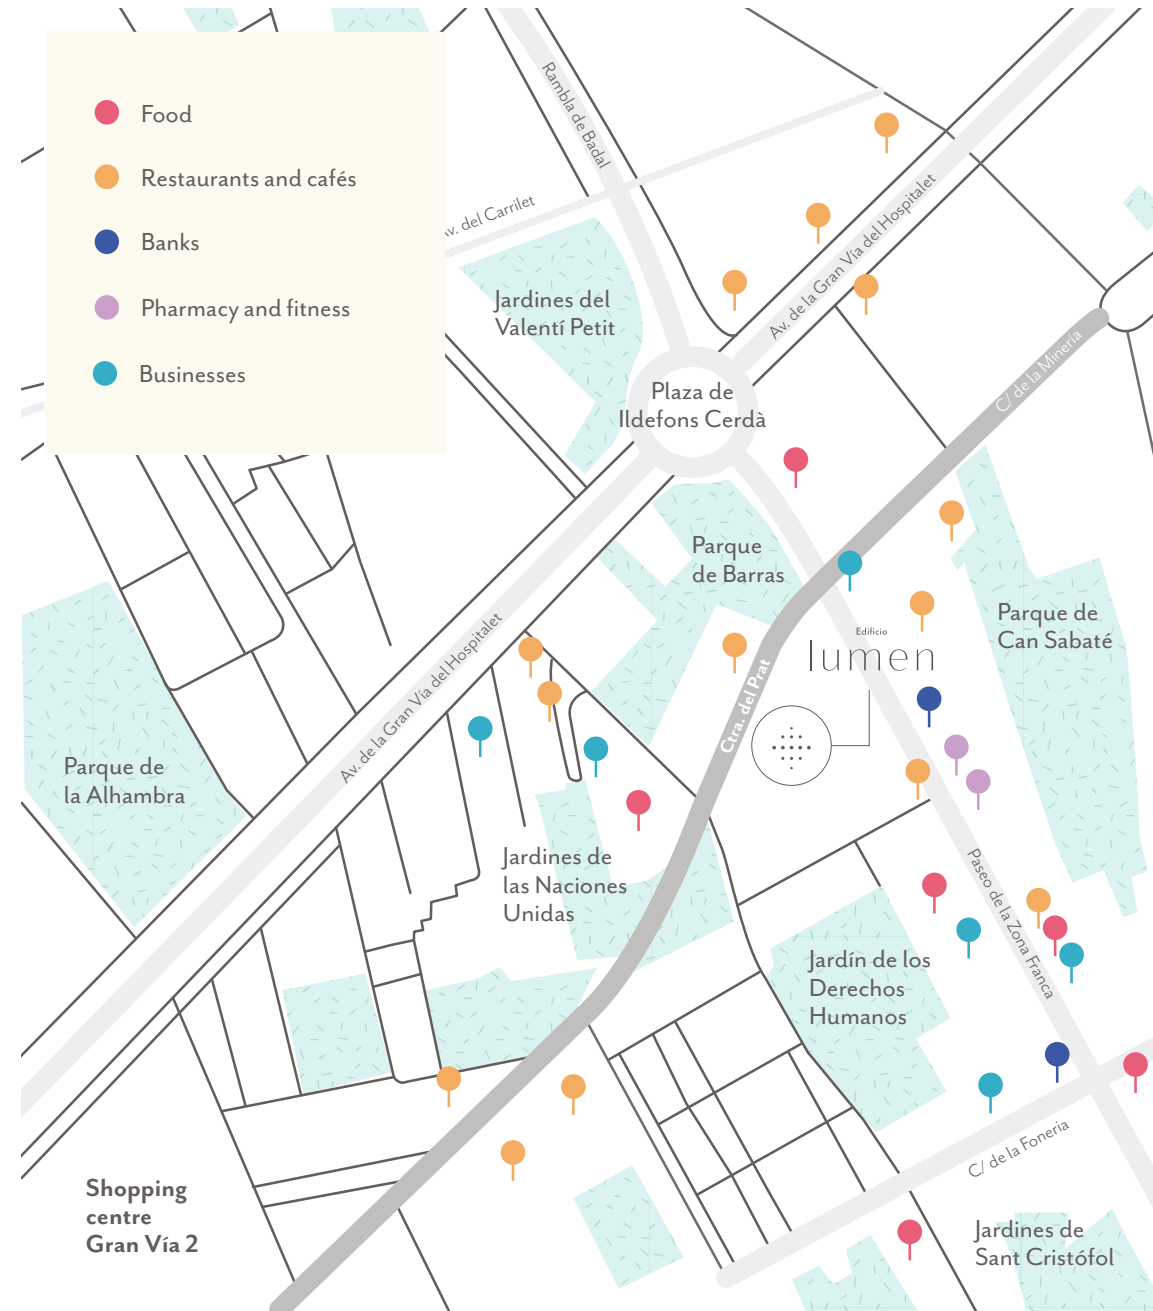 Food
Restaurants and cafés
Banks
Pharmacy and fitness
Businesses
Rambla de Badal
Av. del Carrilet
Av. de la Gran Vía del Hospitalet
Jardines del
Valentí Petit
Plaza de
Ildefons Cerdà
C/ de la Minería
Parque
de Barras
Parque de
Can Sabaté
Edificio
lumen
Av. de la Gran Vía del Hospitalet
Ctra. del Prat
Parque de
la Alhambra
Jardines de
las Naciones
Unidas
Paseo de la Zona Franca
Jardín de los
Derechos
Humanos
C/ de la Foneria
Shopping
centre
Gran Vía 2
Jardines de
Sant Cristófol